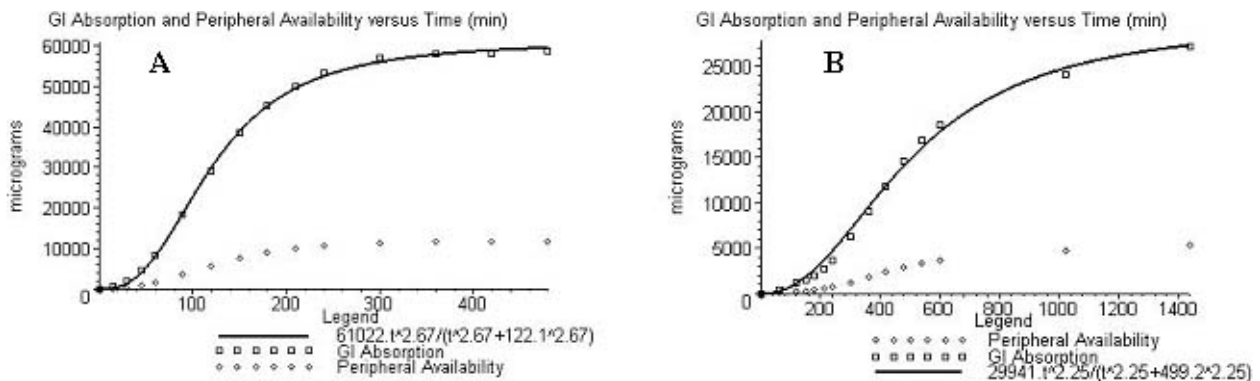 GI Absorption and Peripheral Availability versus Time (min)
A
60000
50000
40000
30000
20000
10000
0
micrograms
100
200
300
400
Legend
61022.t^2.67/(t^2.67+122.1^2.67)
GI Absorption
Peripheral Availability
GI Absorption and Peripheral Availability versus Time (min)
B
25000
20000
15000
10000
5000
0
micrograms
200
400
600
800
1000
1200
1400
Legend
Peripheral Availability
GI Absorption
29941.t^2.25/(t^2.25+499.2^2.25)